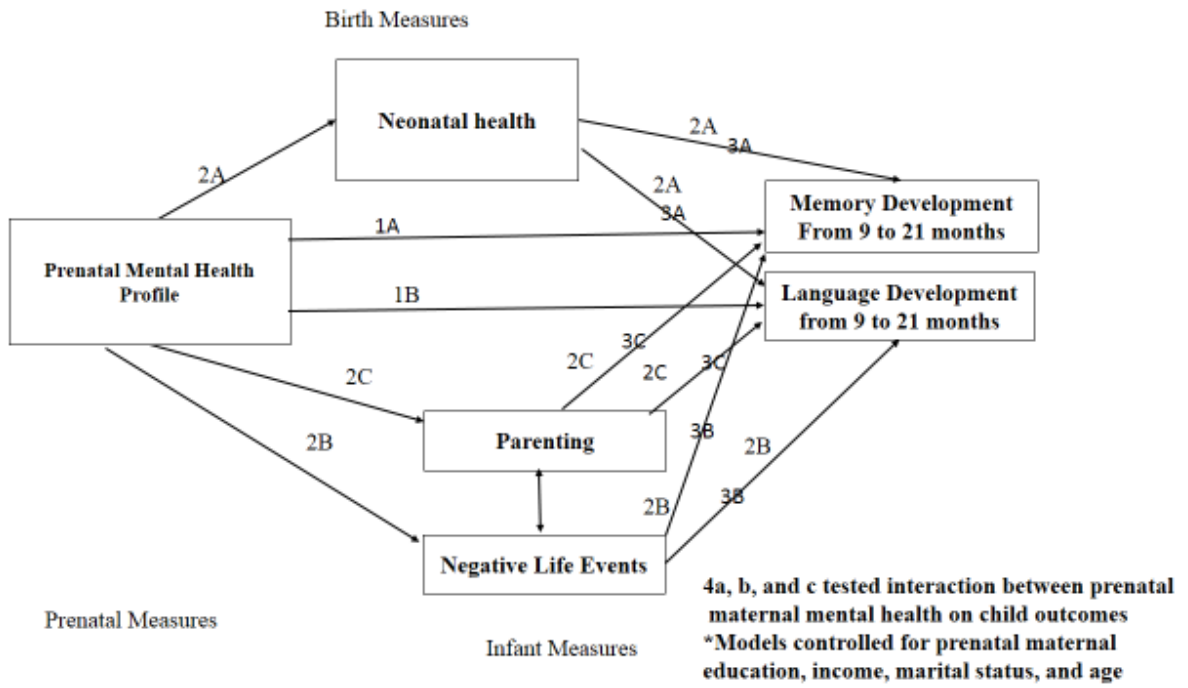 Birth Measures
Neonatal health
2A
3A
2A
2A
3A
Memory Development
From 9 to 21 months
1A
Prenatal Mental Health
Profile
1B
Language Development
from 9 to 21 months
3C
2C
3C
2C
2C
Parenting
3B
2B
2B
3B
2B
Negative Life Events
4a, b, and c tested interaction between prenatal
maternal mental health on child outcomes
*Models controlled for prenatal maternal
education, income, marital status, and age
Prenatal Measures
Infant Measures